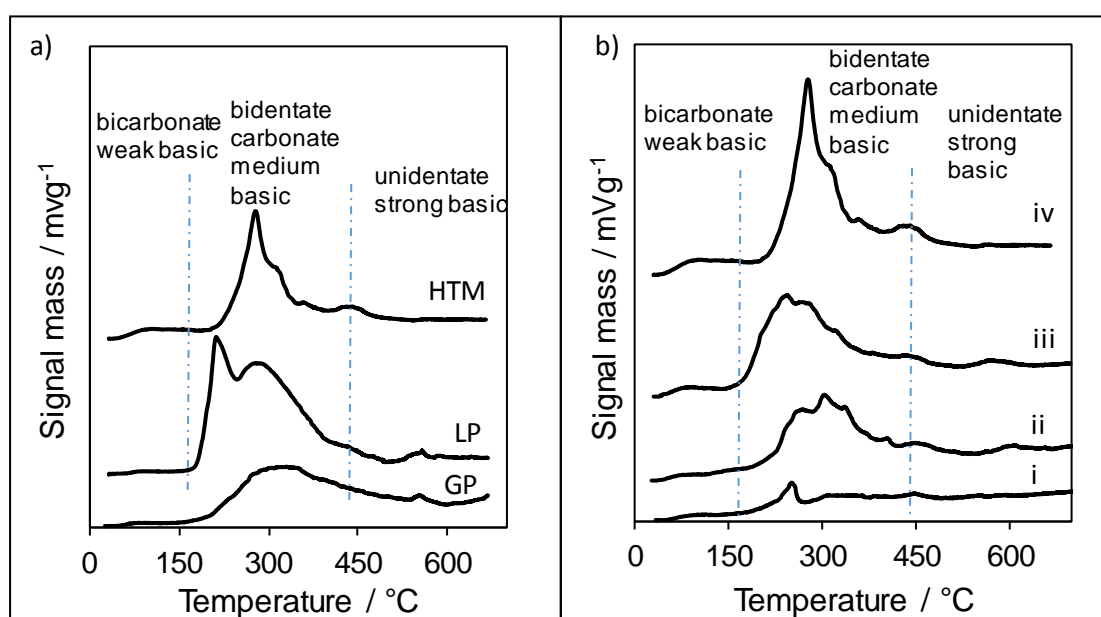 a)
bicarbonate
weak basic
bidentate
carbonate
medium
basic
unidentate
strong basic
HTM
LP
GP
Signal mass / mvg-1
0 150 300 450 600
Temperature / °C
b)
bicarbonate
weak basic
bidentate
carbonate
medium
basic
unidentate
strong
basic
iv
iii
ii
i
Signal mass / mVg-1
0 150 300 450 600
Temperature / °C